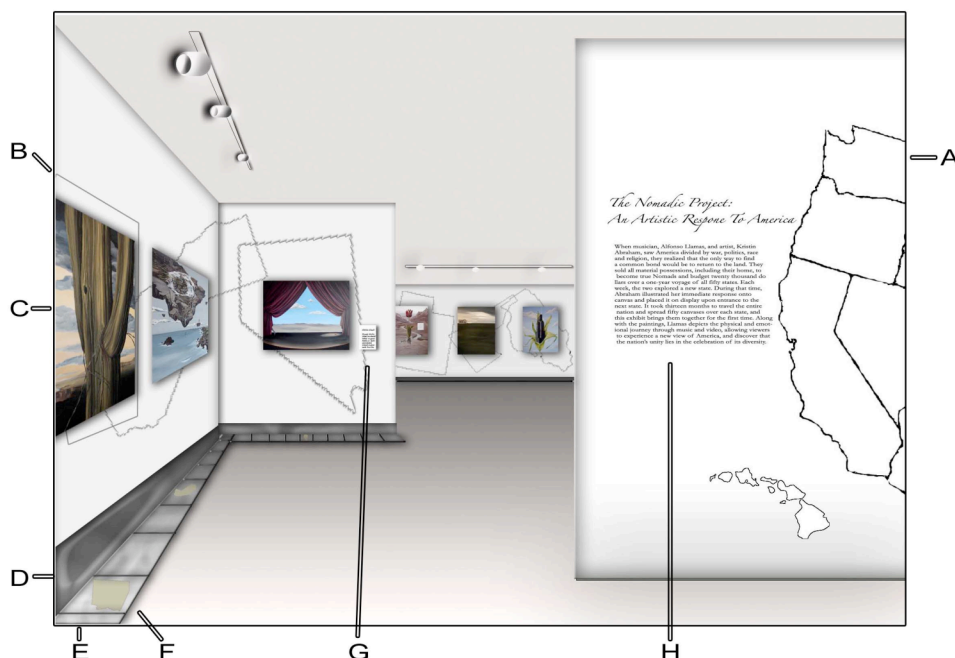 B
A
The Nomadic Project:
An Artistic Respone To America
When musician, Alfonso Llamas, and artist, Kristin
Abraham, saw America divided by war, politics, race
and religion, they realized that the only way to find
a common bond would be to return to the land. They
sold all material possessions, including their home, to
become true Nomads and budget twenty thousand do
llars over a one-year voyage of all fifty states. Each
week, the two explored a new state. During that time,
Abraham illustrated her immediate response onto
canvas and placed it on display upon entrance to the
next state. It took thirteen months to travel the entire
nation and spread fifty canvases over each state, and
this exhibit brings them together for the first time. Along
with the paintings, Llamas depicts the physical and emot-
ional journey through music and video, allowing viewers
to experience a new view of America, and discover that
the nation's unity lies in the celebration of its diversity.
C
D
E
F
G
H